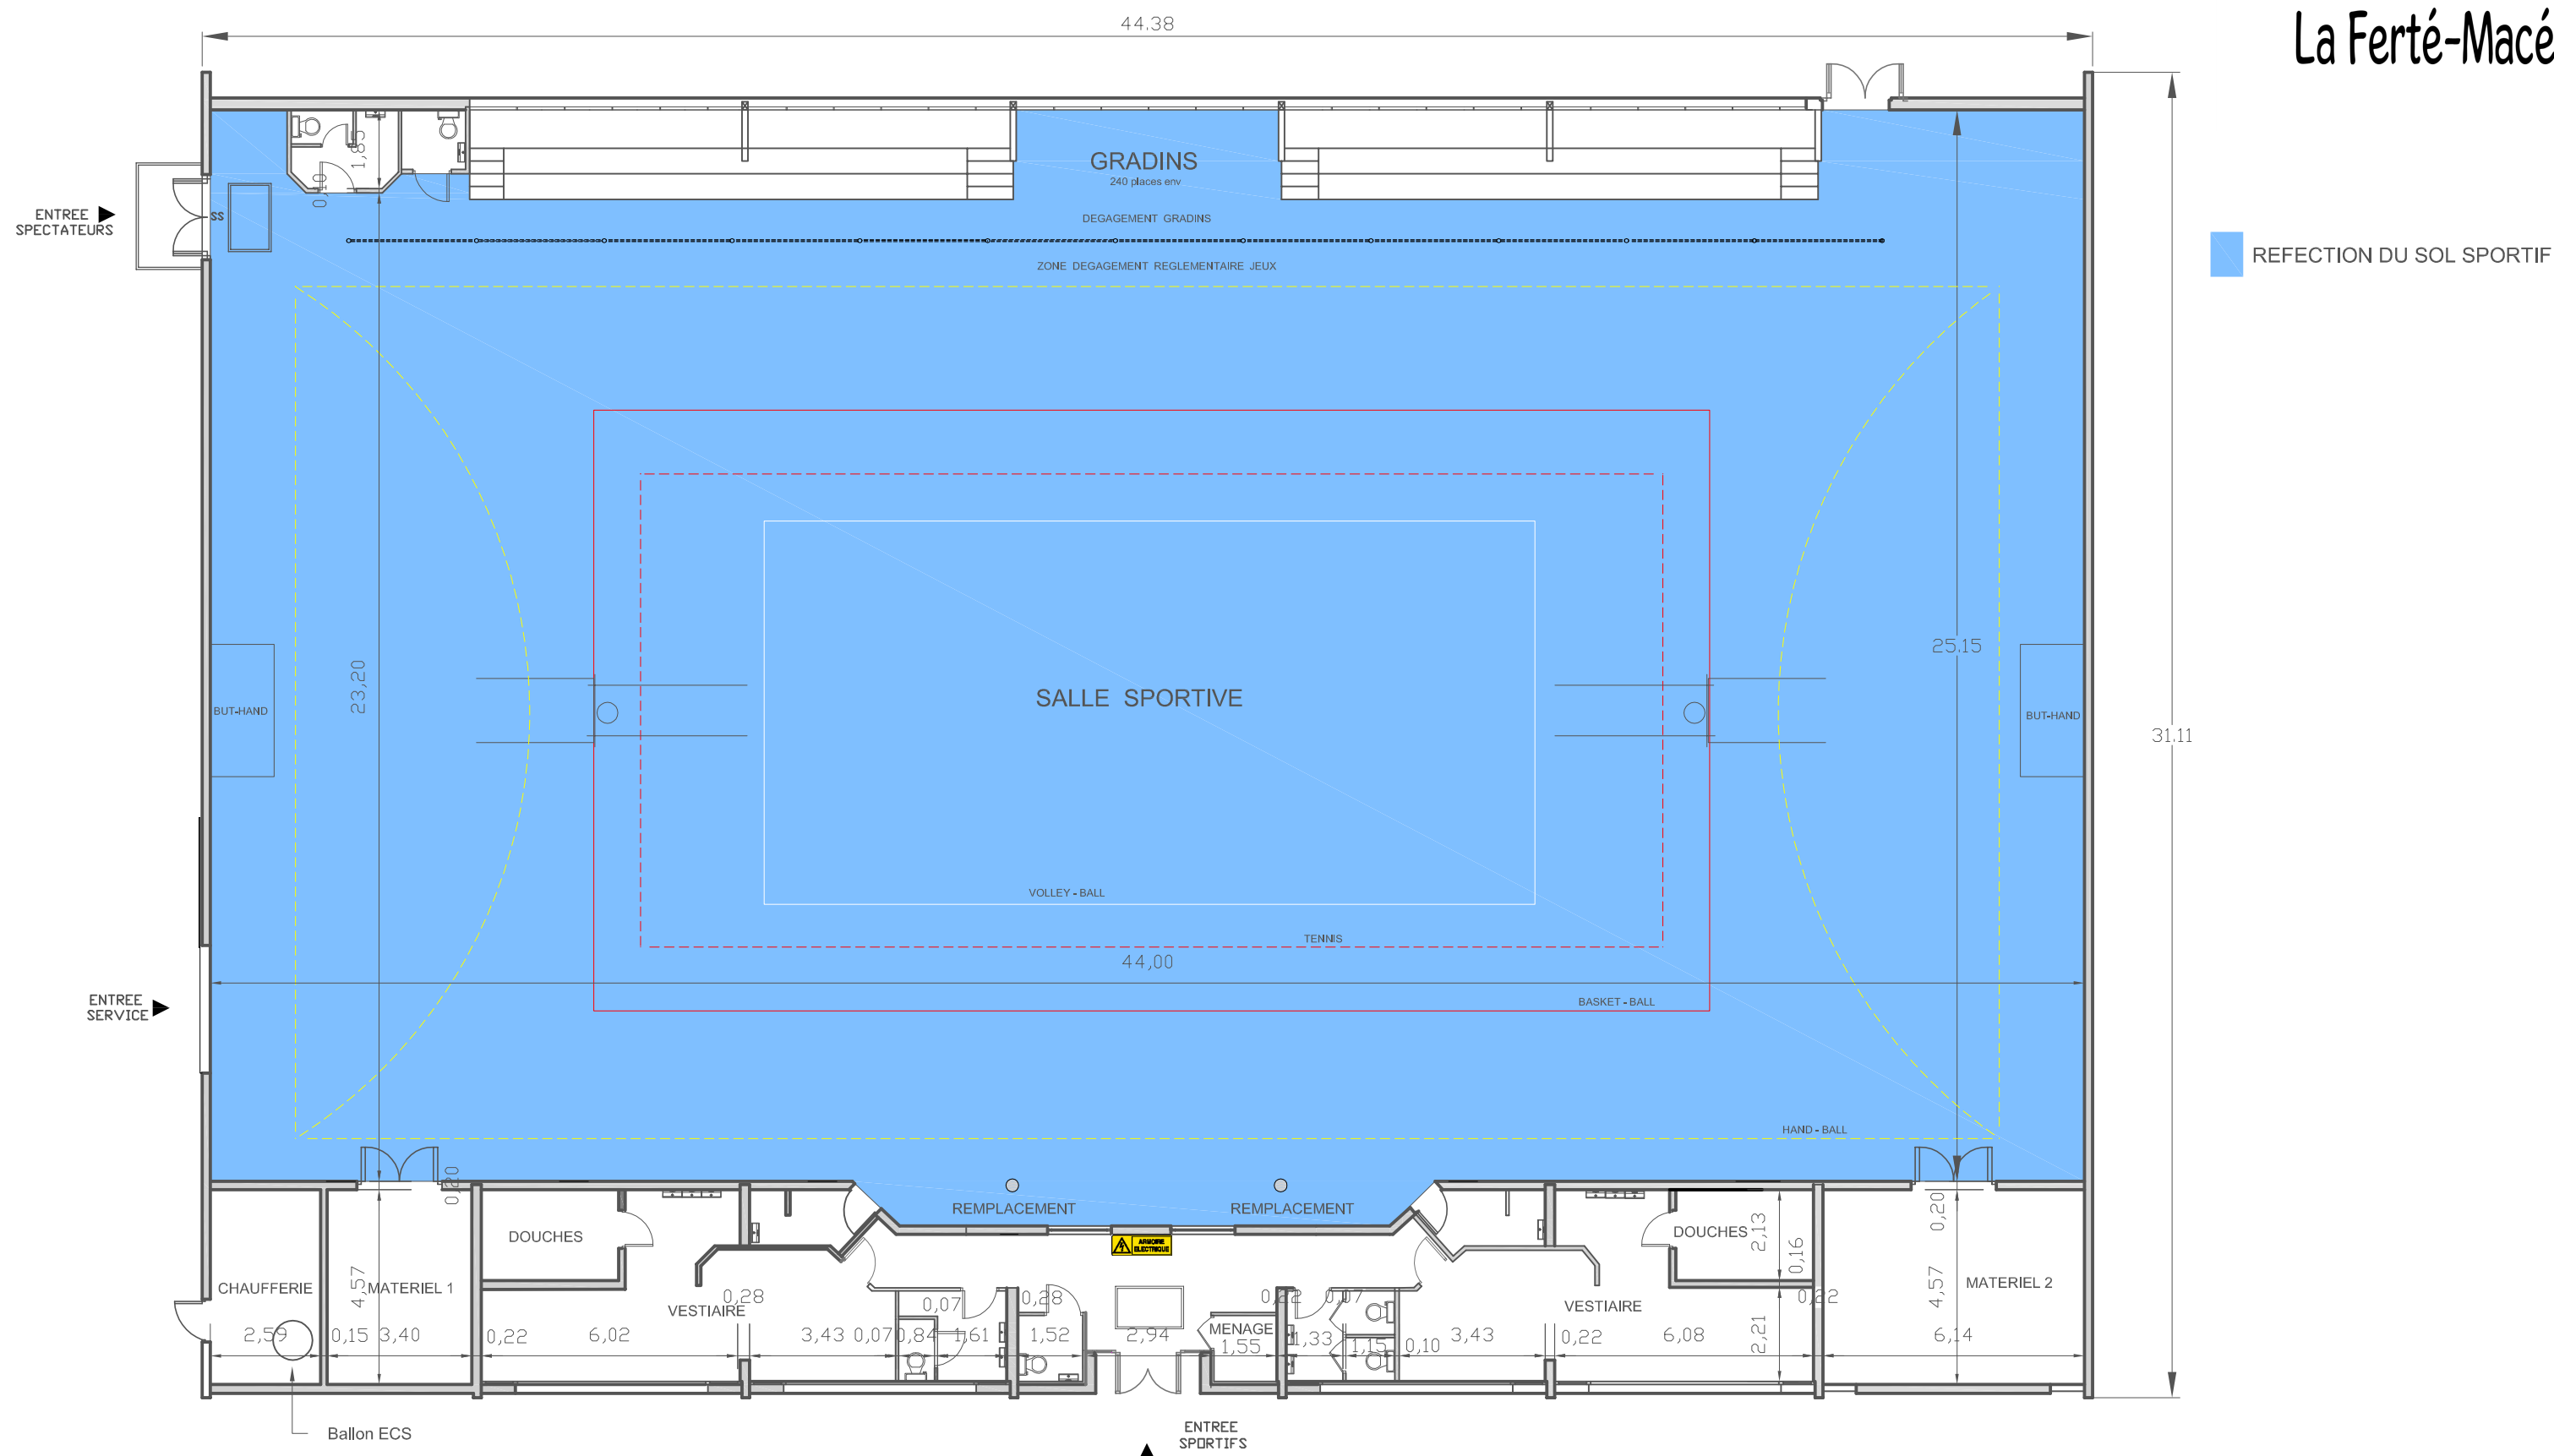 44.38
La Ferté-Macé
1,85
0,10
GRADINS
240 places env
ENTREE
SPECTATEURS
SS
DEGAGEMENT GRADINS
ZONE DEGAGEMENT REGLEMENTAIRE JEUX
REFECTION DU SOL SPORTIF
23,20
25.15
31.11
BUT-HAND
SALLE SPORTIVE
BUT-HAND
VOLLEY - BALL
TENNIS
44,00
ENTREE
SERVICE
BASKET - BALL
HAND - BALL
0,20
REMPLACEMENT
REMPLACEMENT
0,20
DOUCHES
ARMOIRE
ELECTRIQUE
DOUCHES
2,13
0,16
CHAUFFERIE
4,57
MATERIEL 1
4,57
MATERIEL 2
VESTIAIRE
0,28
0,07
0,28
0,22
0,07
VESTIAIRE
0,22
2,59
0,15
3,40
0,22
6,02
3,43
0,07
0,84
1,61
1,52
2,94
MENAGE
1,55
1,33
1,15
0,10
3,43
0,22
6,08
2,21
6,14
Ballon ECS
ENTREE
SPORTIFS